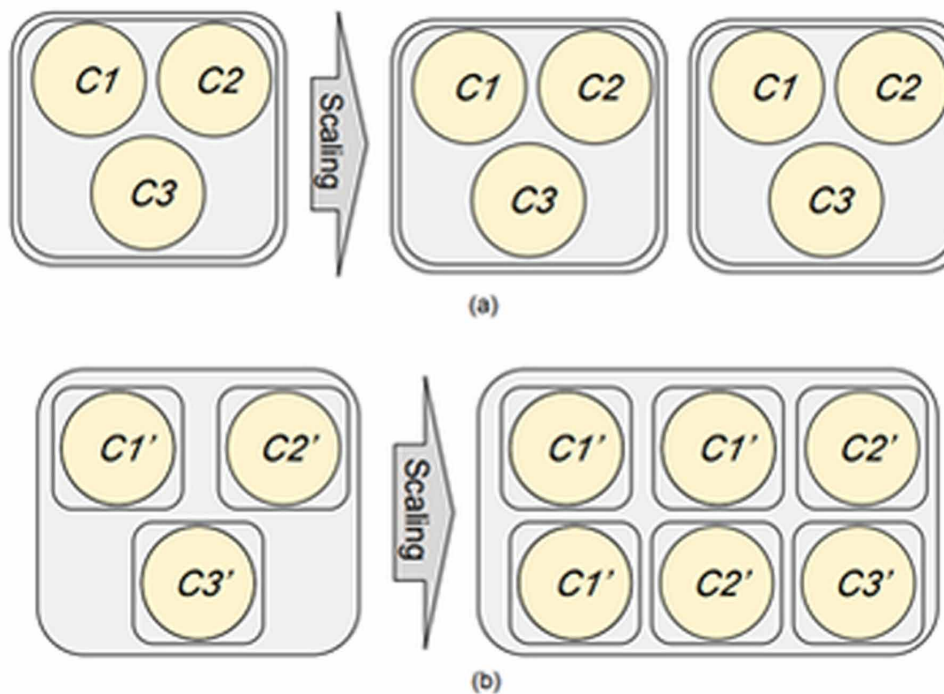 C1 C2 Scaling C1 C2 C1 C2
C3 C3 C3
(a)
C1' C2' Scaling C1' C1' C2'
C3' C1' C2' C3'
(b)